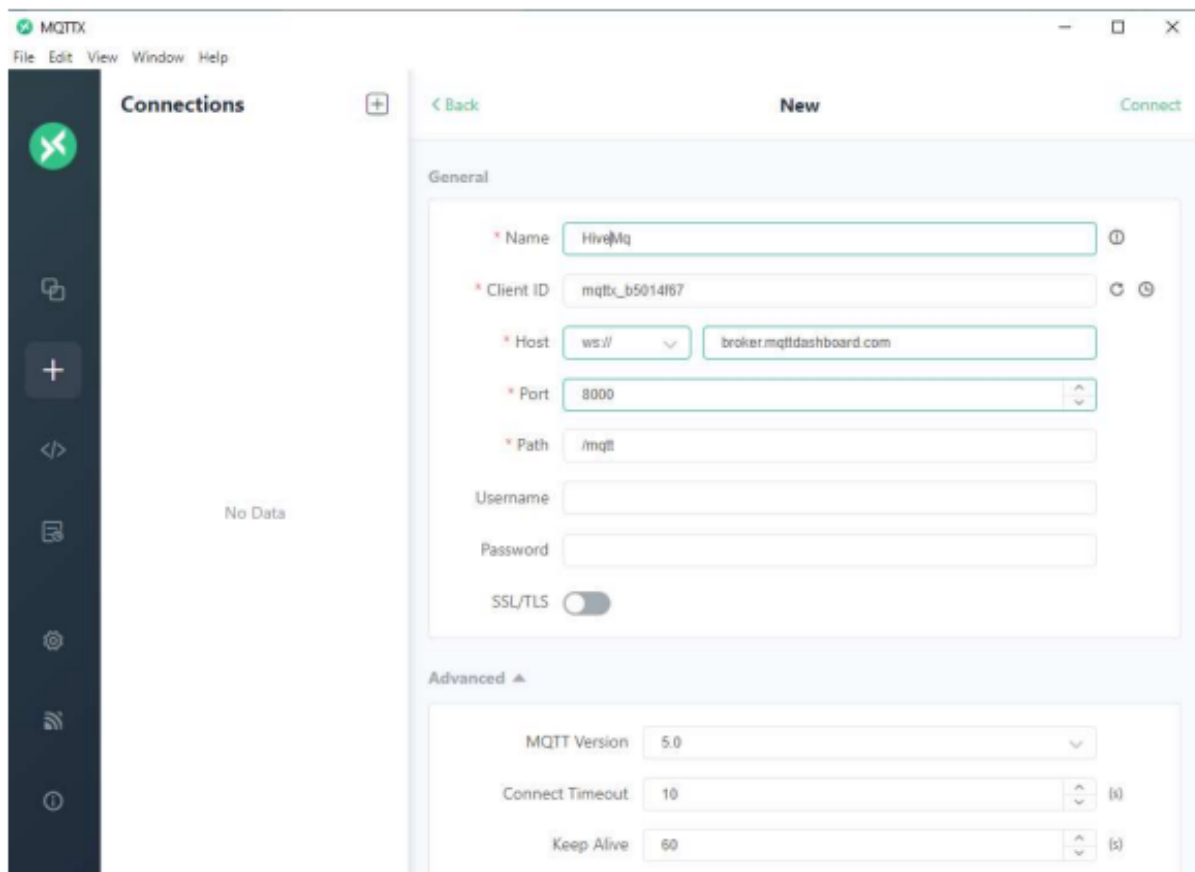 MQTTX
File Edit View Window Help
Connections
< Back New Connect
General
* Name HiveMq
* Client ID mqttx_b5014f67
* Host ws:// broker.mqttdashboard.com
* Port 8000
* Path /mqtt
Username
No Data
Password
SSL/TLS
Advanced
MQTT Version 5.0
Connect Timeout 10 (s)
Keep Alive 60 (s)